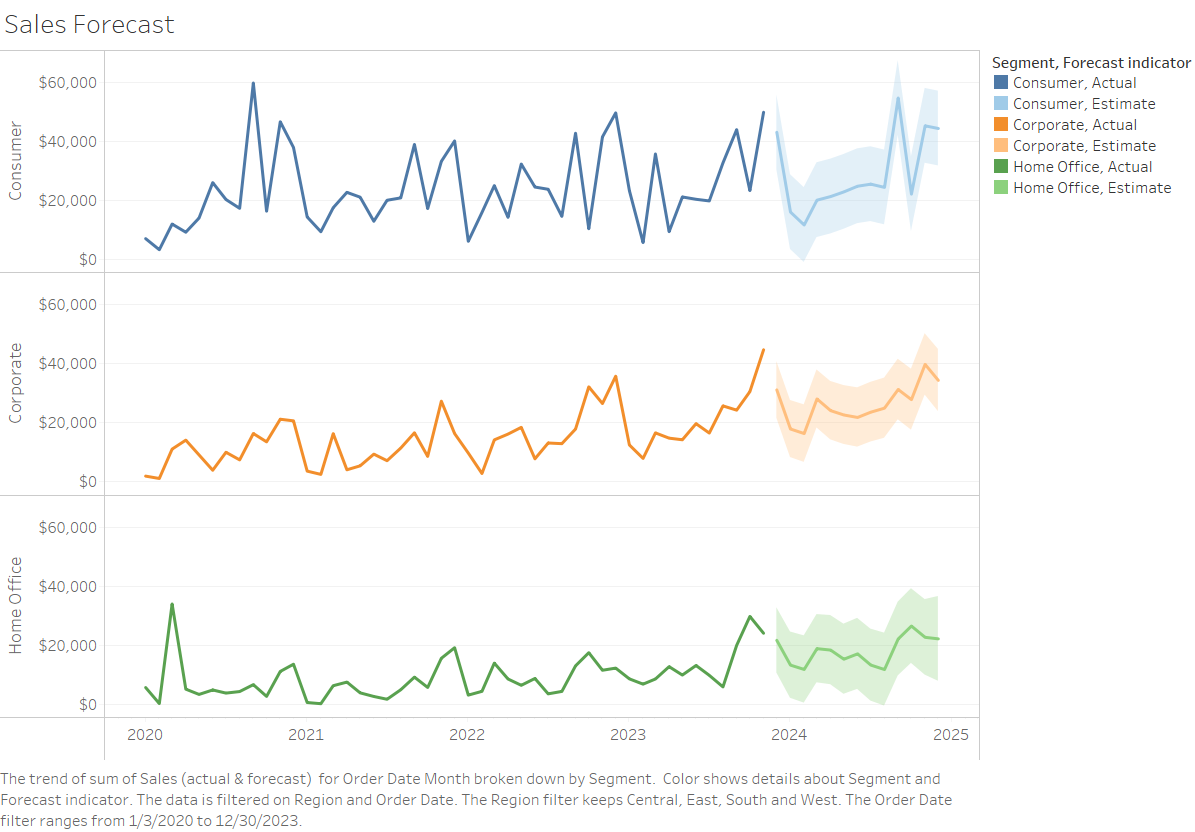 Sales Forecast
Segment, Forecast indicator
Consumer, Actual
Consumer, Estimate
Corporate, Actual
Corporate, Estimate
Home Office, Actual
Home Office, Estimate
Consumer
$60,000
$40,000
$20,000
$0
Corporate
$60,000
$40,000
$20,000
$0
Home Office
$60,000
$40,000
$20,000
$0
2020 2021 2022 2023 2024 2025
The trend of sum of Sales (actual & forecast)  for Order Date Month broken down by Segment.  Color shows details about Segment and
Forecast indicator. The data is filtered on Region and Order Date. The Region filter keeps Central, East, South and West. The Order Date
filter ranges from 1/3/2020 to 12/30/2023.